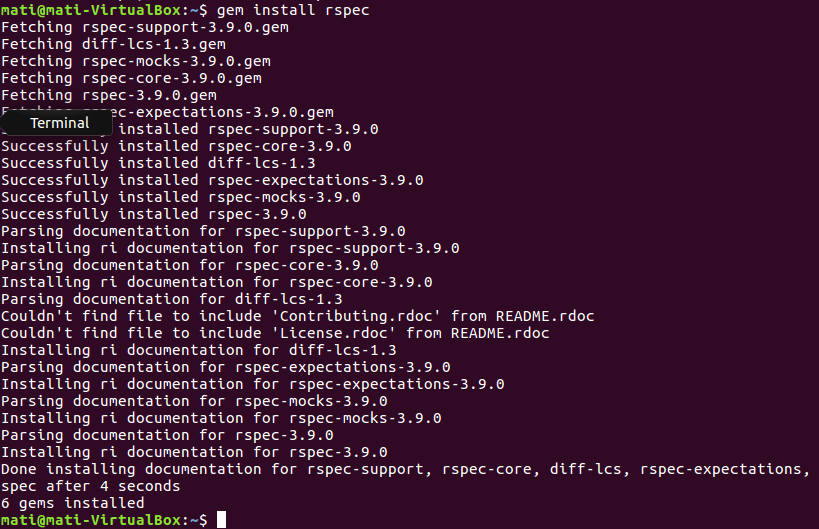 mati@mati-VirtualBox:~$ gem install rspec
Fetching rspec-support-3.9.0.gem
Fetching diff-lcs-1.3.gem
Fetching rspec-mocks-3.9.0.gem
Fetching rspec-core-3.9.0.gem
Fetching rspec-3.9.0.gem
Fetching rspec-expectations-3.9.0.gem
Terminal
installed rspec-support-3.9.0
Successfully installed rspec-core-3.9.0
Successfully installed diff-lcs-1.3
Successfully installed rspec-expectations-3.9.0
Successfully installed rspec-mocks-3.9.0
Successfully installed rspec-3.9.0
Parsing documentation for rspec-support-3.9.0
Installing ri documentation for rspec-support-3.9.0
Parsing documentation for rspec-core-3.9.0
Installing ri documentation for rspec-core-3.9.0
Parsing documentation for diff-lcs-1.3
Couldn't find file to include 'Contributing.rdoc' from README.rdoc
Couldn't find file to include 'License.rdoc' from README.rdoc
Installing ri documentation for diff-lcs-1.3
Parsing documentation for rspec-expectations-3.9.0
Installing ri documentation for rspec-expectations-3.9.0
Parsing documentation for rspec-mocks-3.9.0
Installing ri documentation for rspec-mocks-3.9.0
Parsing documentation for rspec-3.9.0
Installing ri documentation for rspec-3.9.0
Done installing documentation for rspec-support, rspec-core, diff-lcs, rspec-expectations,
spec after 4 seconds
6 gems installed
mati@mati-VirtualBox:~$